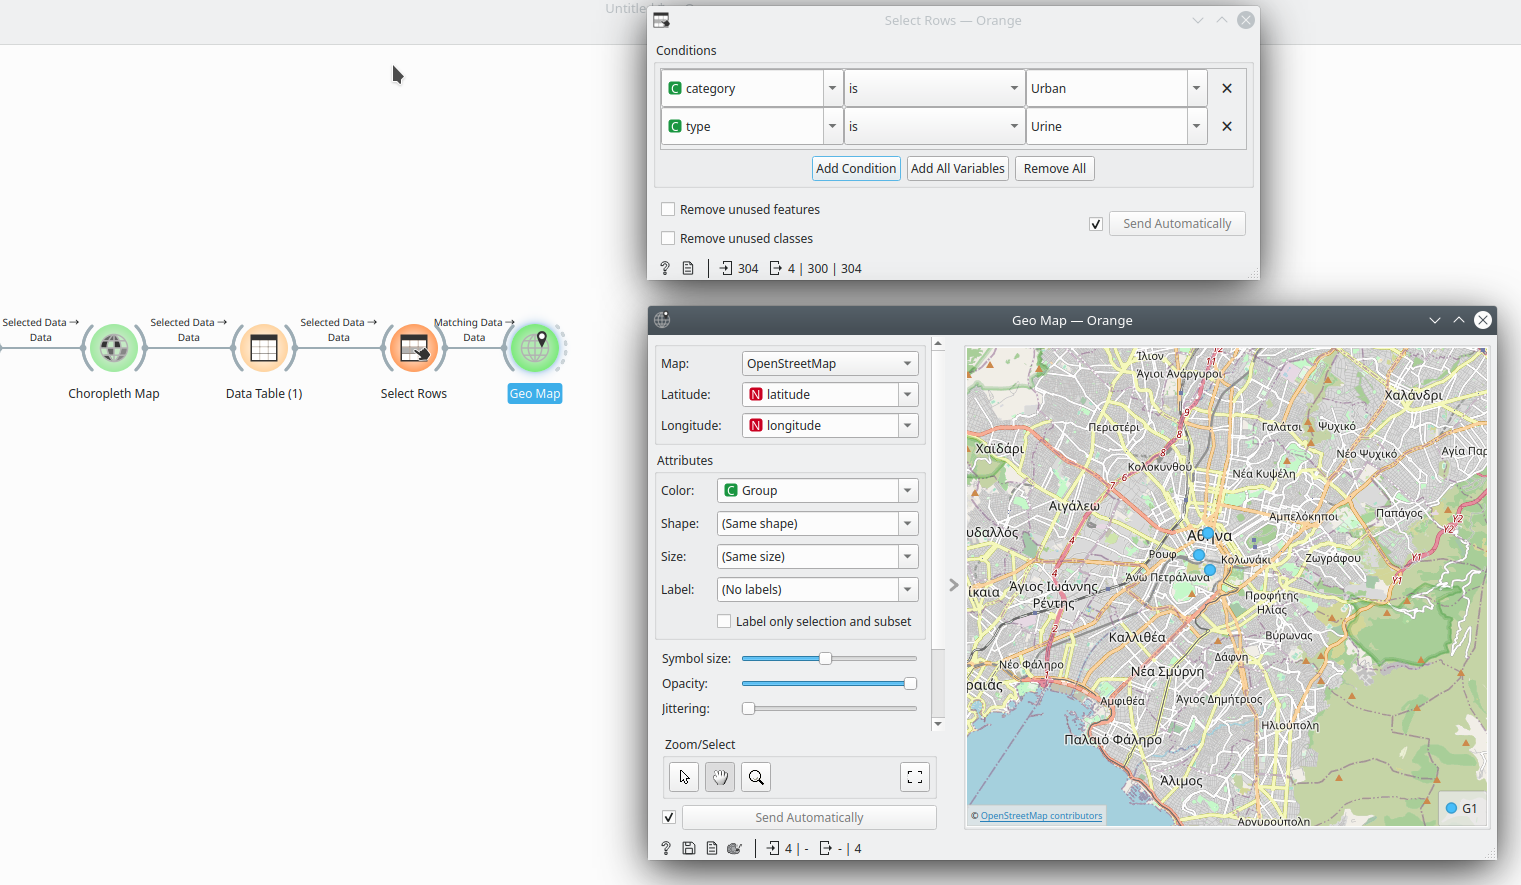 Select Rows — Orange
Conditions
category
is
Urban
type
is
Urine
Add Condition
Add All Variables
Remove All
Remove unused features
Remove unused classes
Send Automatically
304
4 | 300 | 304
Selected Data → Data
Selected Data → Data
Selected Data → Data
Matching Data → Data
Choropleth Map
Data Table (1)
Select Rows
Geo Map
Geo Map — Orange
Map:
OpenStreetMap
Latitude:
N latitude
Longitude:
N longitude
Attributes
Color:
C Group
Shape:
(Same shape)
Size:
(Same size)
Label:
(No labels)
Label only selection and subset
Symbol size:
Opacity:
Jittering:
Zoom/Select
Send Automatically
4 | -
- | 4
Ίλιον
Άγιοι Ανάργυροι
Χαλάνδρι
Περιστέρι
Γαλάτσι
Ψυχικό
Χαϊδάρι
Νέο Ψυχικό
Κολοκυνθού
Νέα Κυψέλη
Αιγάλεω
Αμπελόκηποι
Παπάγος
Αθήνα
Ρουφ
Κολωνάκι
Ζωγράφου
Άνω Πετράλωνα
Άγιος Ιωάννης Ρέντης
Προφήτης Ηλίας
Καλλιθέα
Βύρωνας
Νέο Φάληρο
Δάφνη
Νέα Σμύρνη
Αμφιθέα
Άγιος Δημήτριος
Ηλιούπολη
Παλαιό Φάληρο
Άλιμος
Αργυρούπολη
© OpenStreetMap contributors
G1